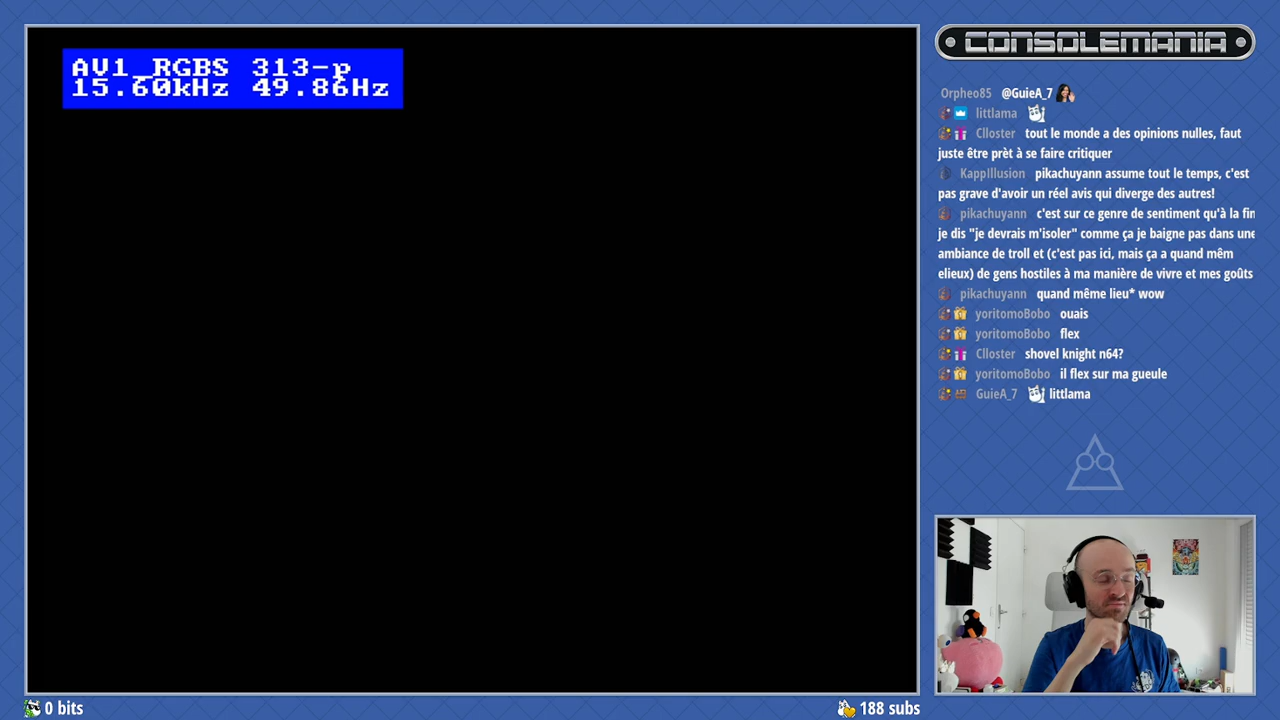 AV1_RGBS 313-p
15.60kHz 49.86Hz
CONSOLEMANIA
Orpheo85 @GuieA_7
littlama
Clloster tout le monde a des opinions nulles, faut
juste être prèt à se faire critiquer
KappIllusion pikachuyann assume tout le temps, c'est
pas grave d'avoir un réel avis qui diverge des autres!
pikachuyann c'est sur ce genre de sentiment qu'à la fin
je dis "je devrais m'isoler" comme ça je baigne pas dans une
ambiance de troll et (c'est pas ici, mais ça a quand mêm
elieux) de gens hostiles à ma manière de vivre et mes goûts
pikachuyann quand même lieu* wow
yoritomoBobo ouais
yoritomoBobo flex
Clloster shovel knight n64?
yoritomoBobo il flex sur ma gueule
GuieA_7 littlama
0 bits
188 subs